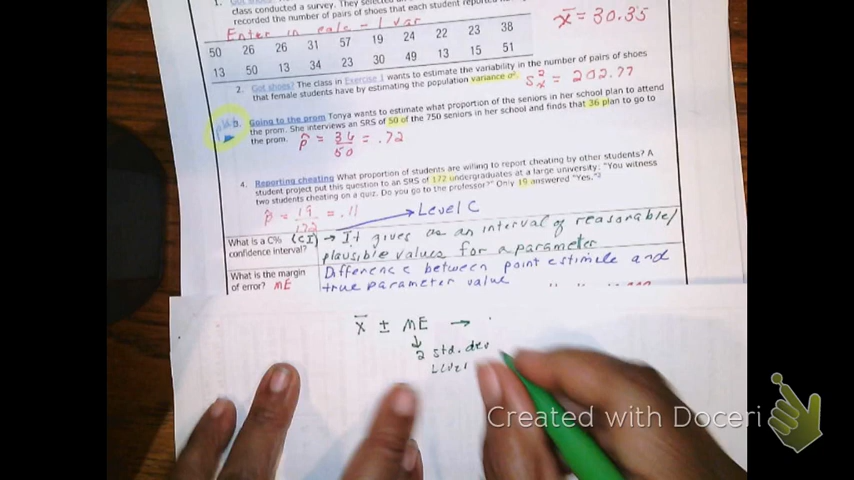 1. Got shoes?
class conducted a survey. They selected an
recorded the number of pairs of shoes that each student reported having
Enter in calc - 1 var
x̄ = 30.35
50 26 26 31 57 19 24 22 23 38
13 50 13 34 23 30 49 13 15 51
2. Got shoes? The class in Exercise 1 wants to estimate the variability in the number of pairs of shoes
that female students have by estimating the population variance σ².
s²ₓ = 202.77
3. Going to the prom Tonya wants to estimate what proportion of the seniors in her school plan to attend
the prom. She interviews an SRS of 50 of the 750 seniors in her school and finds that 36 plan to go to
the prom.
p̂ = 36/50 = .72
4. Reporting cheating What proportion of students are willing to report cheating by other students? A
student project put this question to an SRS of 172 undergraduates at a large university: "You witness
two students cheating on a quiz. Do you go to the professor?" Only 19 answered "Yes."
p̂ = 19/172 = .11
Level C
What is a C% (CI) confidence interval?
→ It gives us an interval of reasonable/
plausible values for a parameter
What is the margin of error? ME
Difference between point estimate and
true parameter value
x̄ ± ME →
2 std. dev
Level
Created with Doceri